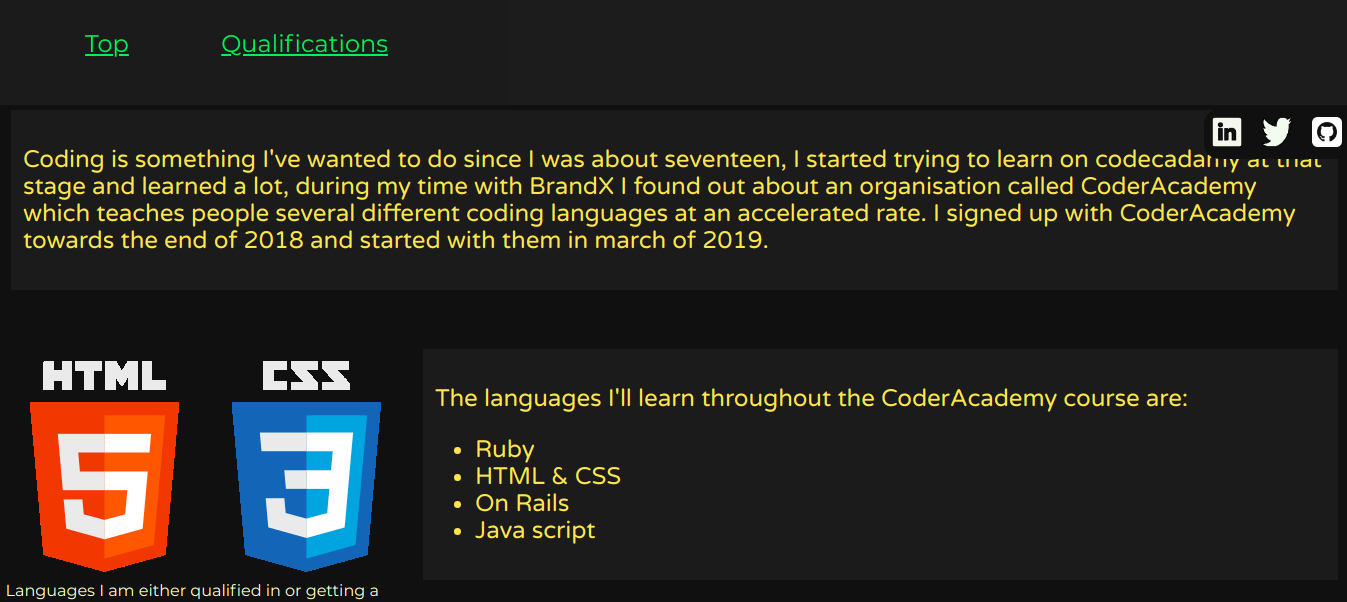 Top Qualifications
in
Coding is something I've wanted to do since I was about seventeen, I started trying to learn on codecadamy at that
stage and learned a lot, during my time with BrandX I found out about an organisation called CoderAcademy
which teaches people several different coding languages at an accelerated rate. I signed up with CoderAcademy
towards the end of 2018 and started with them in march of 2019.
HTML CSS
5 3
The languages I'll learn throughout the CoderAcademy course are:
Ruby
HTML & CSS
On Rails
Java script
Languages I am either qualified in or getting a